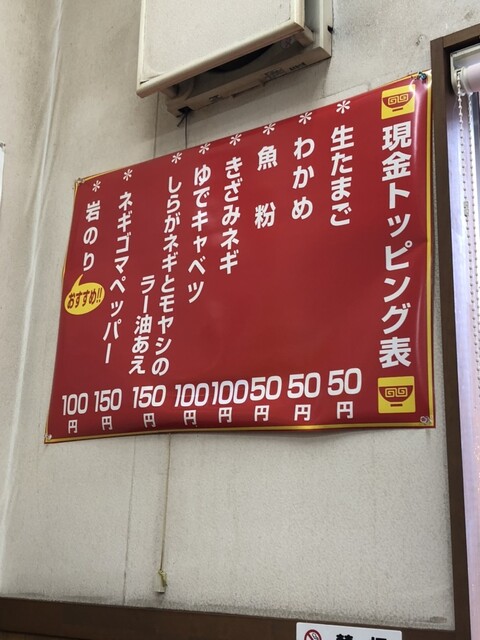 現金トッピング表
＊生たまご 50円
＊わかめ 50円
＊魚粉 50円
＊きざみネギ 100円
＊ゆでキャベツ 100円
＊しらがネギとモヤシの
ラー油あえ 150円
＊ネギゴマペッパー 150円
＊岩のり 100円
おすすめ!!